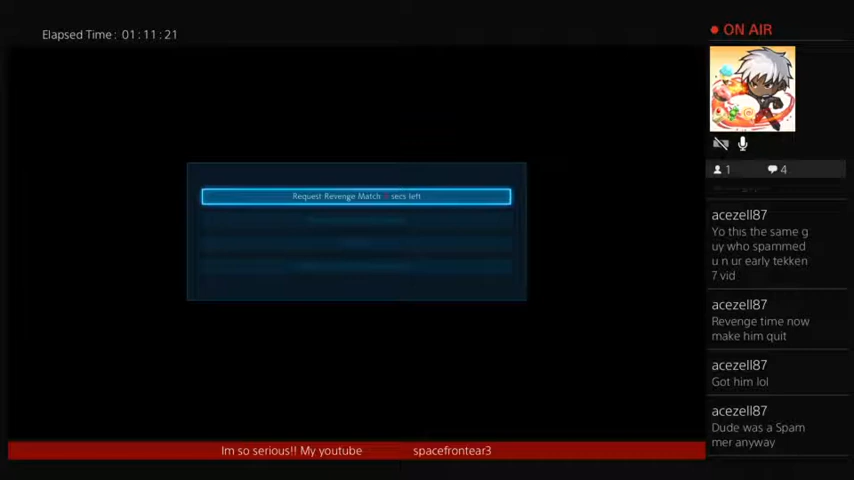 Elapsed Time: 01:11:21
ON AIR
1 4
Request Revenge Match secs left
acezell87
Yo this the same g
uy who spammed
u n ur early tekken
7 vid
acezell87
Revenge time now
make him quit
acezell87
Got him lol
acezell87
Dude was a Spam
mer anyway
Im so serious!! My youtube spacefrontear3